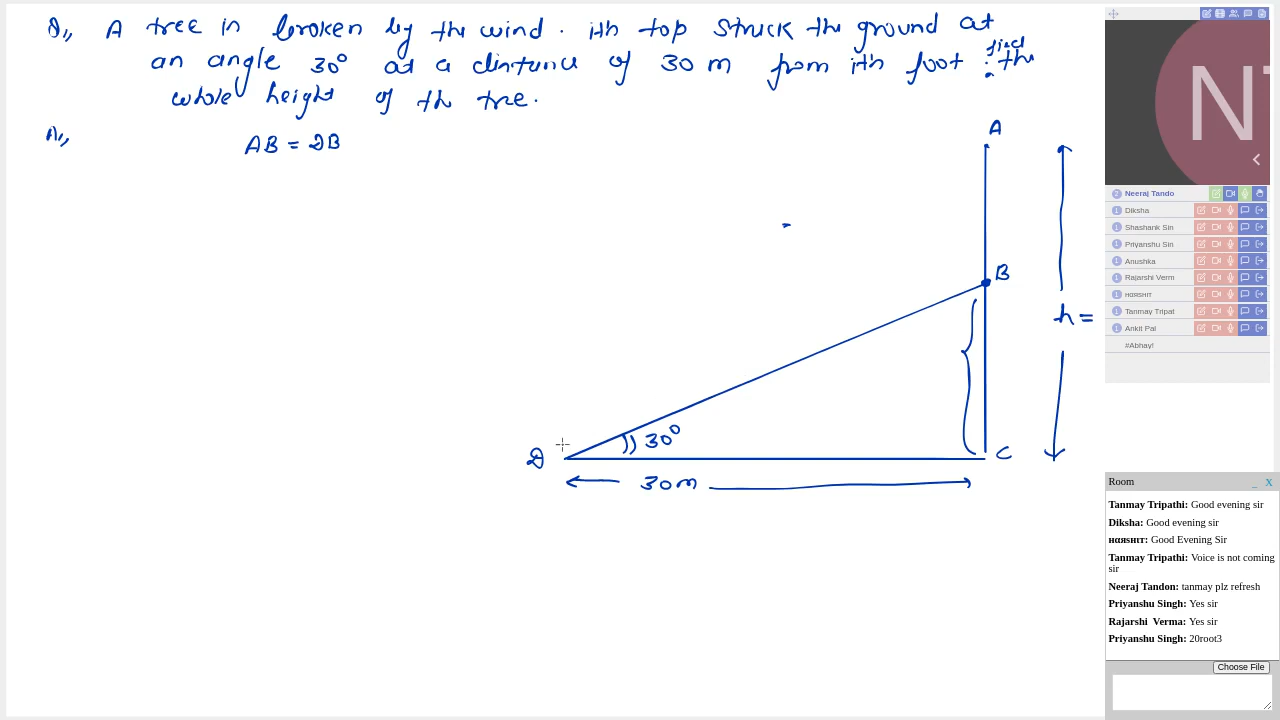 Q,, A tree is broken by the wind. its top struck the ground at
an angle 30° at a distance of 30 m from its foot. find the
whole height of the tree.
A,,
AB = DB
A
B
h =
30°
D
C
30m
NT
Neeraj Tando
Diksha
Shashank Sin
Priyanshu Sin
Anushka
Rajarshi Verm
нαяsнιт
Tanmay Tripat
Ankit Pal
#Abhay!
Room
_ X
Tanmay Tripathi: Good evening sir
Diksha: Good evening sir
нαяsнιт: Good Evening Sir
Tanmay Tripathi: Voice is not coming
sir
Neeraj Tandon: tanmay plz refresh
Priyanshu Singh: Yes sir
Rajarshi Verma: Yes sir
Priyanshu Singh: 20root3
Choose File